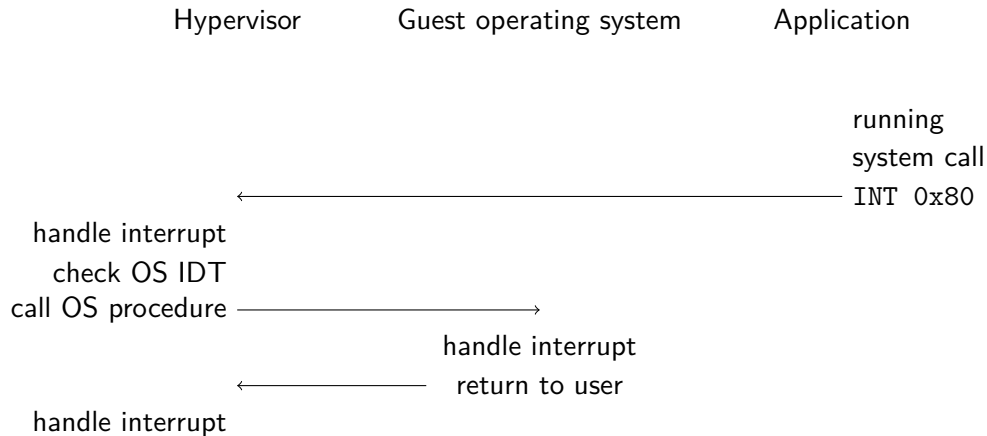 Hypervisor Guest operating system Application
running
system call
INT 0x80
handle interrupt
check OS IDT
call OS procedure
handle interrupt
return to user
handle interrupt